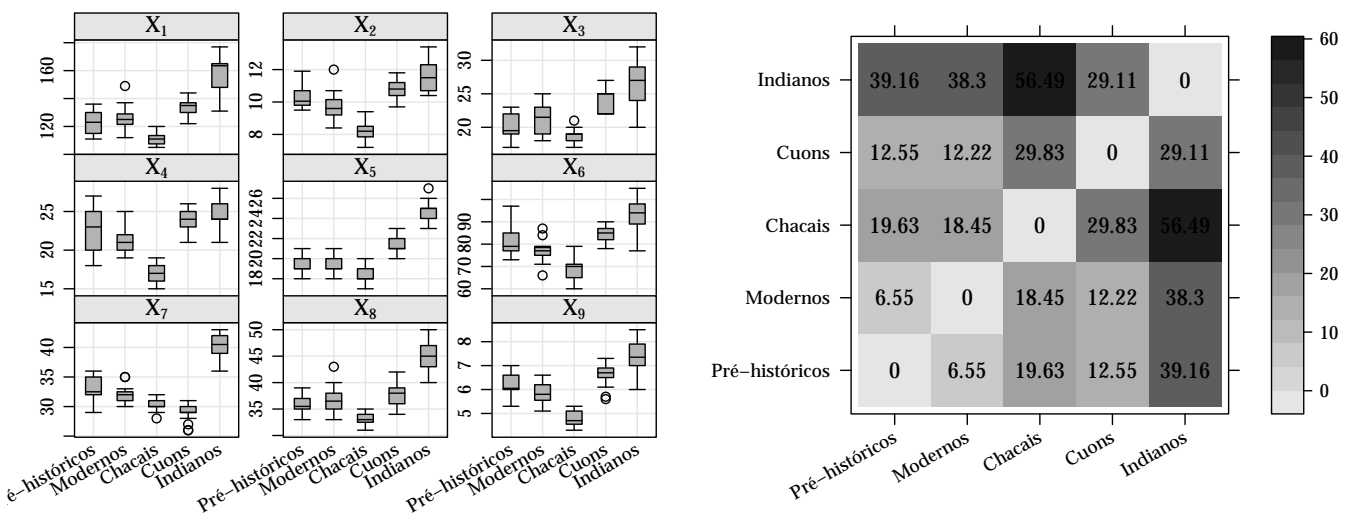 X1 X2 X3
120 160
8 10 12
20 25 30
X4 X5 X6
15 20 25
18 20 22 24 26
60 70 80 90
X7 X8 X9
30 35 40
35 40 45 50
5 6 7 8
é−históricos Modernos Chacais Cuons Indianos
Pré−históricos Modernos Chacais Cuons Indianos
Pré−históricos Modernos Chacais Cuons Indianos
Indianos 39.16 38.3 56.49 29.11 0
Cuons 12.55 12.22 29.83 0 29.11
Chacais 19.63 18.45 0 29.83 56.49
Modernos 6.55 0 18.45 12.22 38.3
Pré−históricos 0 6.55 19.63 12.55 39.16
Pré−históricos Modernos Chacais Cuons Indianos
60
50
40
30
20
10
0